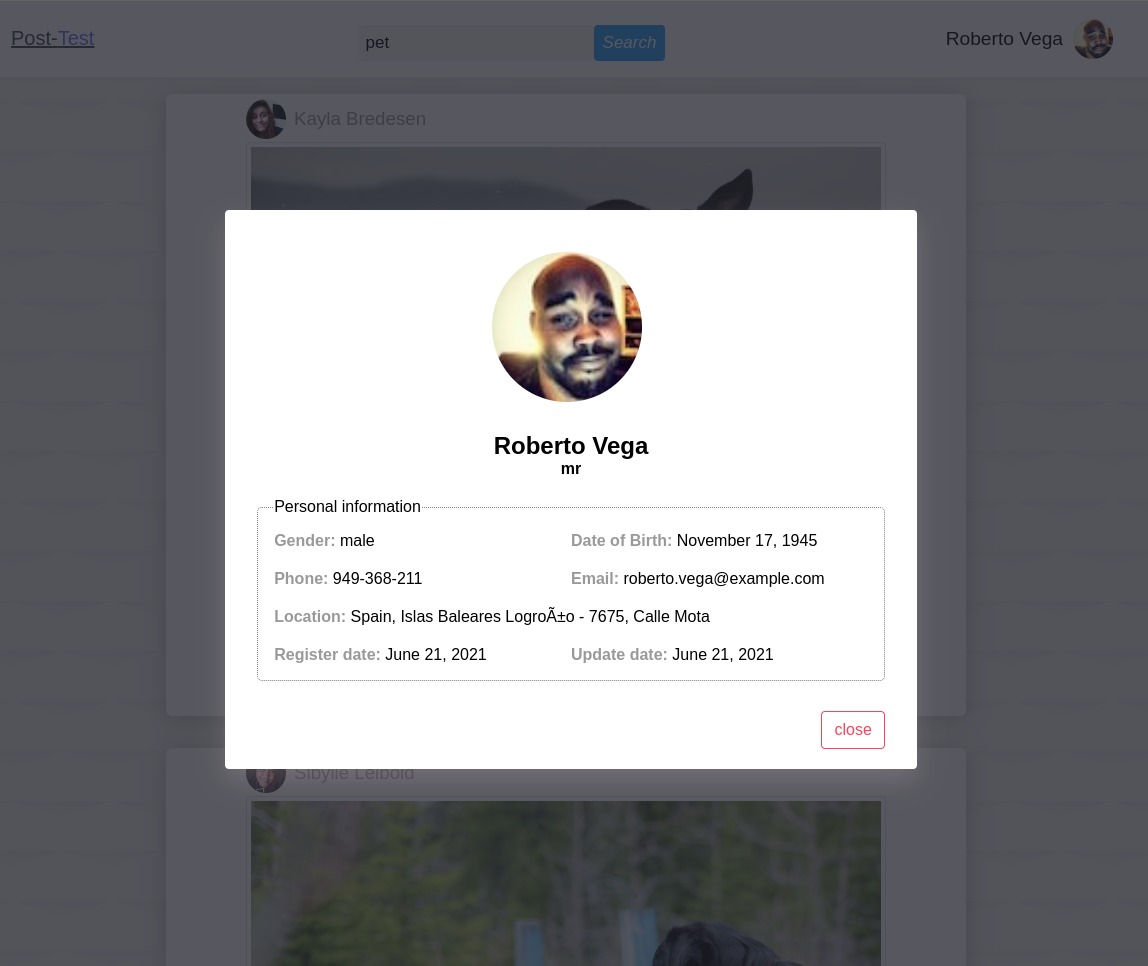 Post-Test
pet
Search
Roberto Vega
Kayla Bredesen
Roberto Vega
mr
Personal information
Gender: male
Date of Birth: November 17, 1945
Phone: 949-368-211
Email: roberto.vega@example.com
Location: Spain, Islas Baleares LogroÃ±o - 7675, Calle Mota
Register date: June 21, 2021
Update date: June 21, 2021
close
Sibylle Leibold